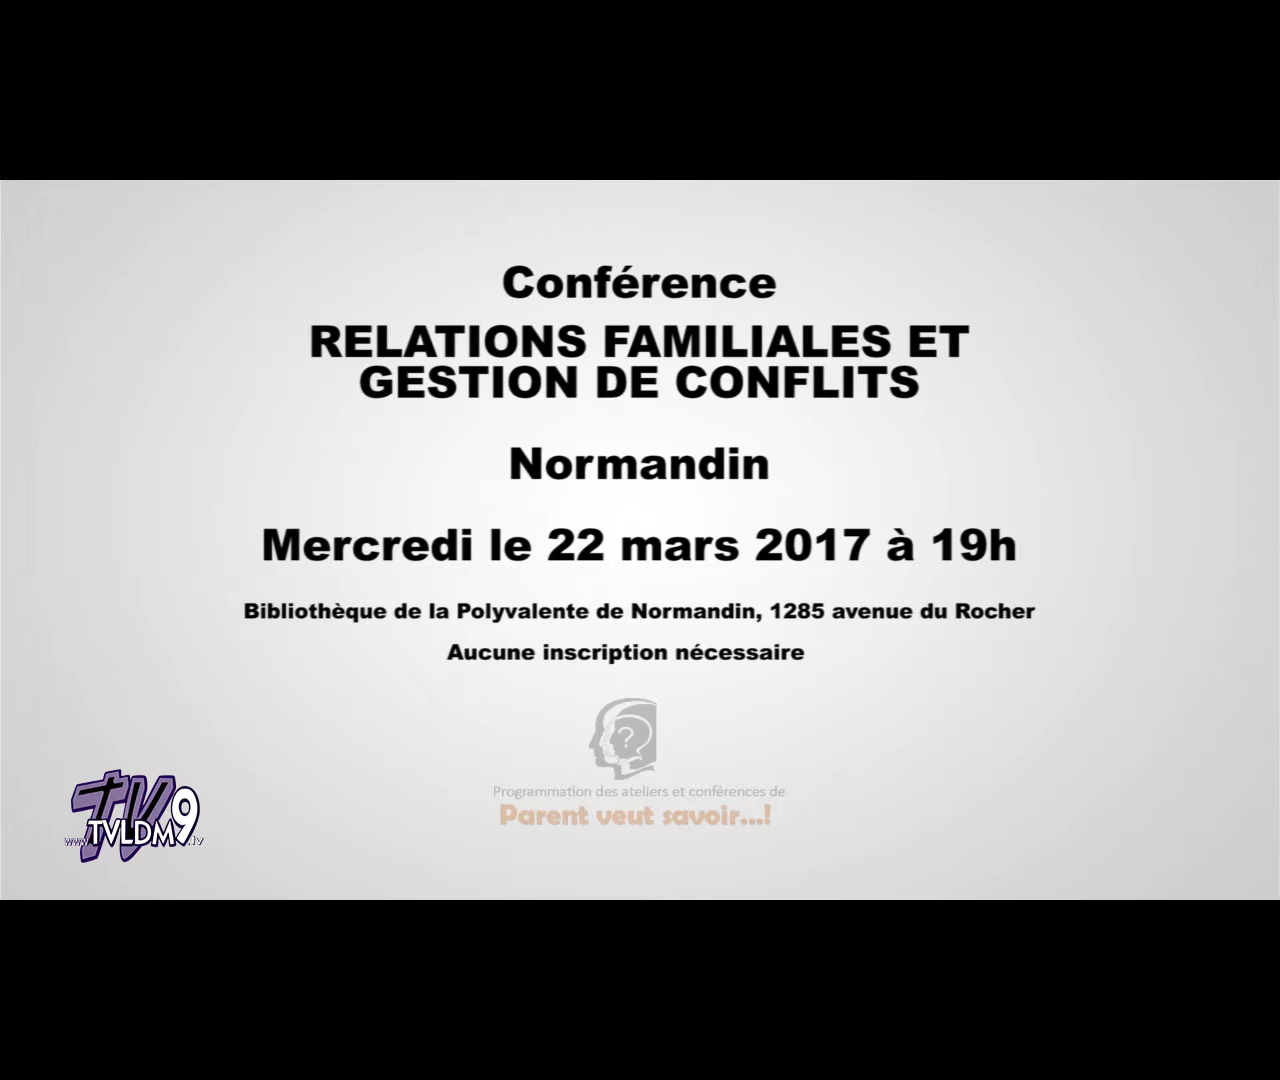 Conférence
RELATIONS FAMILIALES ET
GESTION DE CONFLITS
Normandin
Mercredi le 22 mars 2017 à 19h
Bibliothèque de la Polyvalente de Normandin, 1285 avenue du Rocher
Aucune inscription nécessaire
?
Programmation des ateliers et conférences de
Parent veut savoir...!
TV9
www.TVLDM.tv